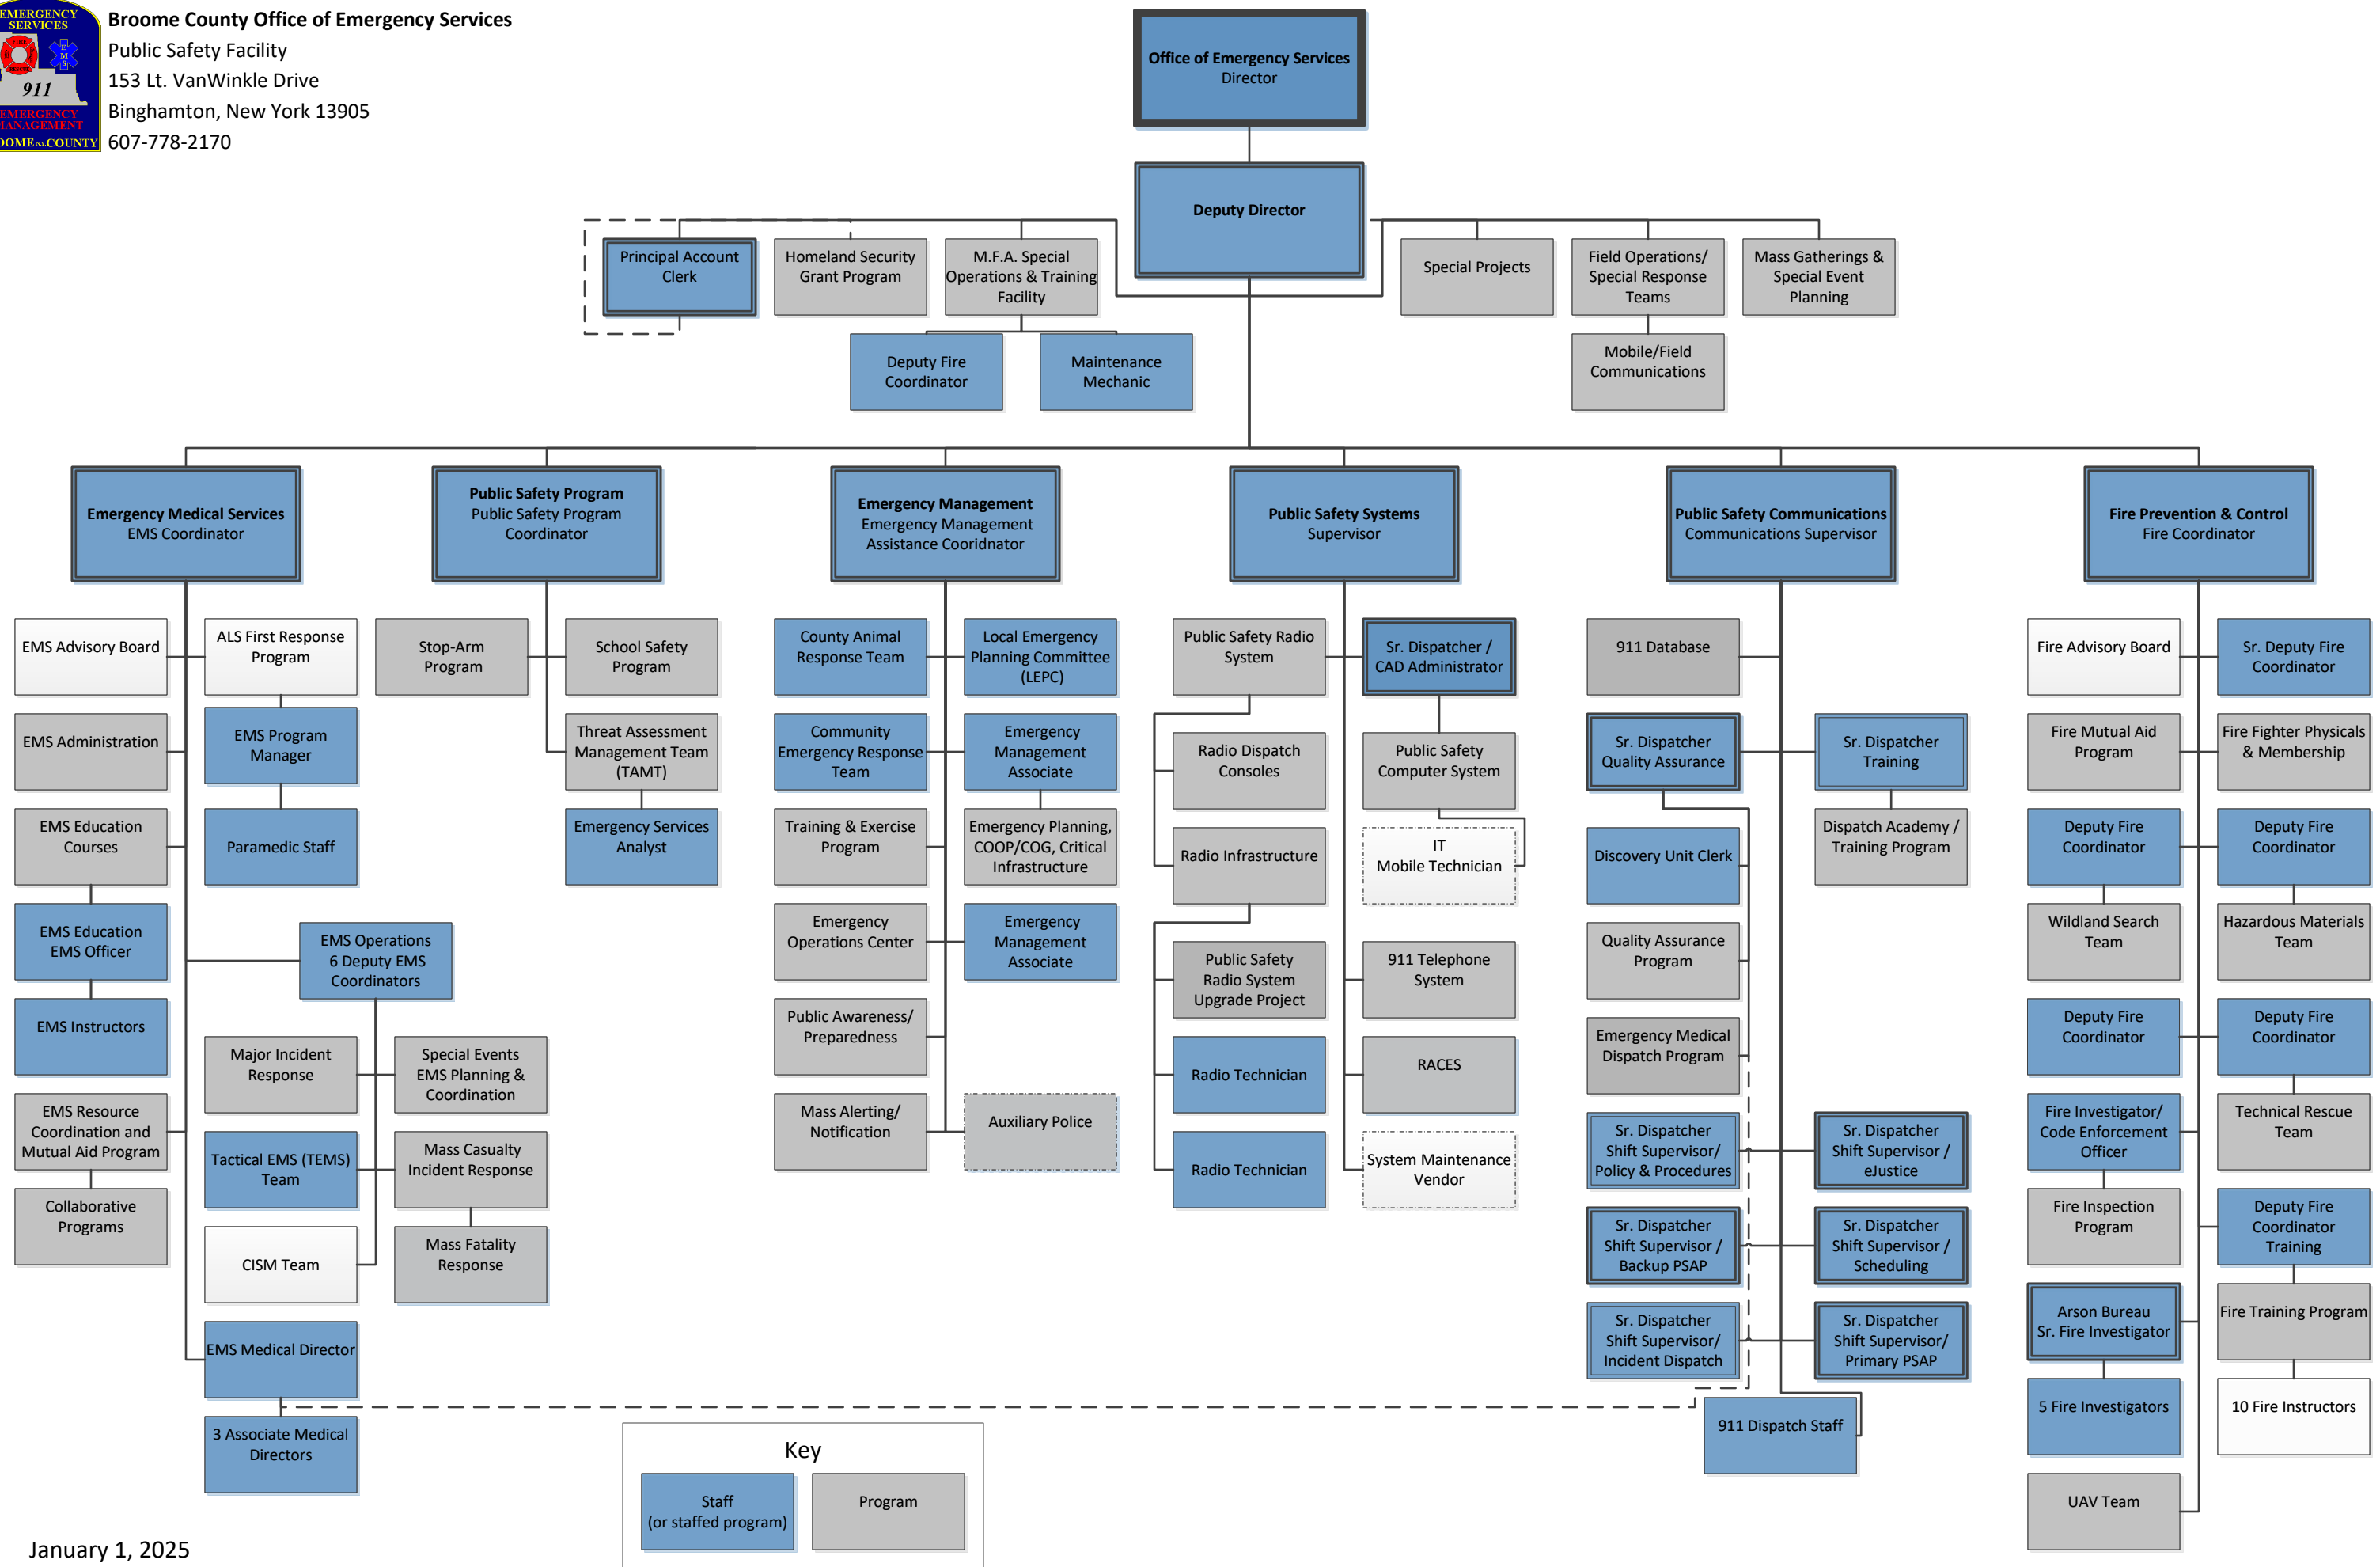 EMERGENCY
SERVICES
FIRE
RESCUE
E
M
S
911
EMERGENCY
MANAGEMENT
OOME N.Y. COUNTY
Broome County Office of Emergency Services
Public Safety Facility
153 Lt. VanWinkle Drive
Binghamton, New York 13905
607-778-2170
Office of Emergency Services
Director
Deputy Director
Principal Account
Clerk
Homeland Security
Grant Program
M.F.A. Special
Operations & Training
Facility
Special Projects
Field Operations/
Special Response
Teams
Mass Gatherings &
Special Event
Planning
Deputy Fire
Coordinator
Maintenance
Mechanic
Mobile/Field
Communications
Emergency Medical Services
EMS Coordinator
Public Safety Program
Public Safety Program
Coordinator
Emergency Management
Emergency Management
Assistance Cooridnator
Public Safety Systems
Supervisor
Public Safety Communications
Communications Supervisor
Fire Prevention & Control
Fire Coordinator
EMS Advisory Board
ALS First Response
Program
EMS Administration
EMS Program
Manager
EMS Education
Courses
Paramedic Staff
EMS Education
EMS Officer
EMS Operations
6 Deputy EMS
Coordinators
EMS Instructors
Major Incident
Response
Special Events
EMS Planning &
Coordination
EMS Resource
Coordination and
Mutual Aid Program
Tactical EMS (TEMS)
Team
Mass Casualty
Incident Response
Collaborative
Programs
CISM Team
Mass Fatality
Response
EMS Medical Director
3 Associate Medical
Directors
Stop-Arm
Program
School Safety
Program
Threat Assessment
Management Team
(TAMT)
Emergency Services
Analyst
County Animal
Response Team
Local Emergency
Planning Committee
(LEPC)
Community
Emergency Response
Team
Emergency
Management
Associate
Training & Exercise
Program
Emergency Planning,
COOP/COG, Critical
Infrastructure
Emergency
Operations Center
Emergency
Management
Associate
Public Awareness/
Preparedness
Mass Alerting/
Notification
Auxiliary Police
Public Safety Radio
System
Sr. Dispatcher /
CAD Administrator
Radio Dispatch
Consoles
Public Safety
Computer System
Radio Infrastructure
IT
Mobile Technician
Public Safety
Radio System
Upgrade Project
911 Telephone
System
Radio Technician
RACES
Radio Technician
System Maintenance
Vendor
911 Database
Sr. Dispatcher
Quality Assurance
Sr. Dispatcher
Training
Discovery Unit Clerk
Dispatch Academy /
Training Program
Quality Assurance
Program
Emergency Medical
Dispatch Program
Sr. Dispatcher
Shift Supervisor/
Policy & Procedures
Sr. Dispatcher
Shift Supervisor /
eJustice
Sr. Dispatcher
Shift Supervisor /
Backup PSAP
Sr. Dispatcher
Shift Supervisor /
Scheduling
Sr. Dispatcher
Shift Supervisor/
Incident Dispatch
Sr. Dispatcher
Shift Supervisor/
Primary PSAP
911 Dispatch Staff
Fire Advisory Board
Sr. Deputy Fire
Coordinator
Fire Mutual Aid
Program
Fire Fighter Physicals
& Membership
Deputy Fire
Coordinator
Deputy Fire
Coordinator
Wildland Search
Team
Hazardous Materials
Team
Deputy Fire
Coordinator
Deputy Fire
Coordinator
Fire Investigator/
Code Enforcement
Officer
Technical Rescue
Team
Fire Inspection
Program
Deputy Fire
Coordinator
Training
Arson Bureau
Sr. Fire Investigator
Fire Training Program
5 Fire Investigators
10 Fire Instructors
UAV Team
Key
Staff
(or staffed program)
Program
January 1, 2025